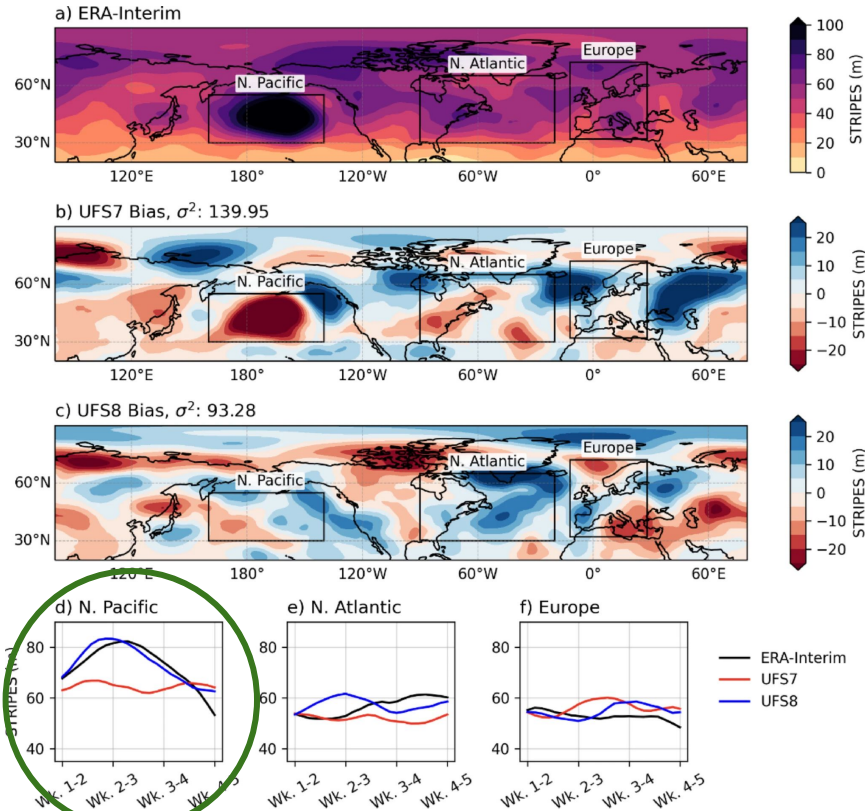 a) ERA-Interim
N. Pacific
N. Atlantic
Europe
60°N
30°N
120°E 180° 120°W 60°W 0° 60°E
100
80
60
40
20
0
STRIPES (m)
b) UFS7 Bias, σ²: 139.95
N. Pacific
N. Atlantic
Europe
60°N
30°N
120°E 180° 120°W 60°W 0° 60°E
20
10
0
−10
−20
STRIPES (m)
c) UFS8 Bias, σ²: 93.28
N. Pacific
N. Atlantic
Europe
60°N
30°N
120°E 180° 120°W 60°W 0° 60°E
20
10
0
−10
−20
STRIPES (m)
d) N. Pacific
80
60
40
STRIPES
Wk. 1-2 Wk. 2-3 Wk. 3-4
e) N. Atlantic
80
60
40
Wk. 1-2 Wk. 2-3 Wk. 3-4 Wk. 4-5
f) Europe
80
60
40
Wk. 1-2 Wk. 2-3 Wk. 3-4 Wk. 4-5
ERA-Interim
UFS7
UFS8